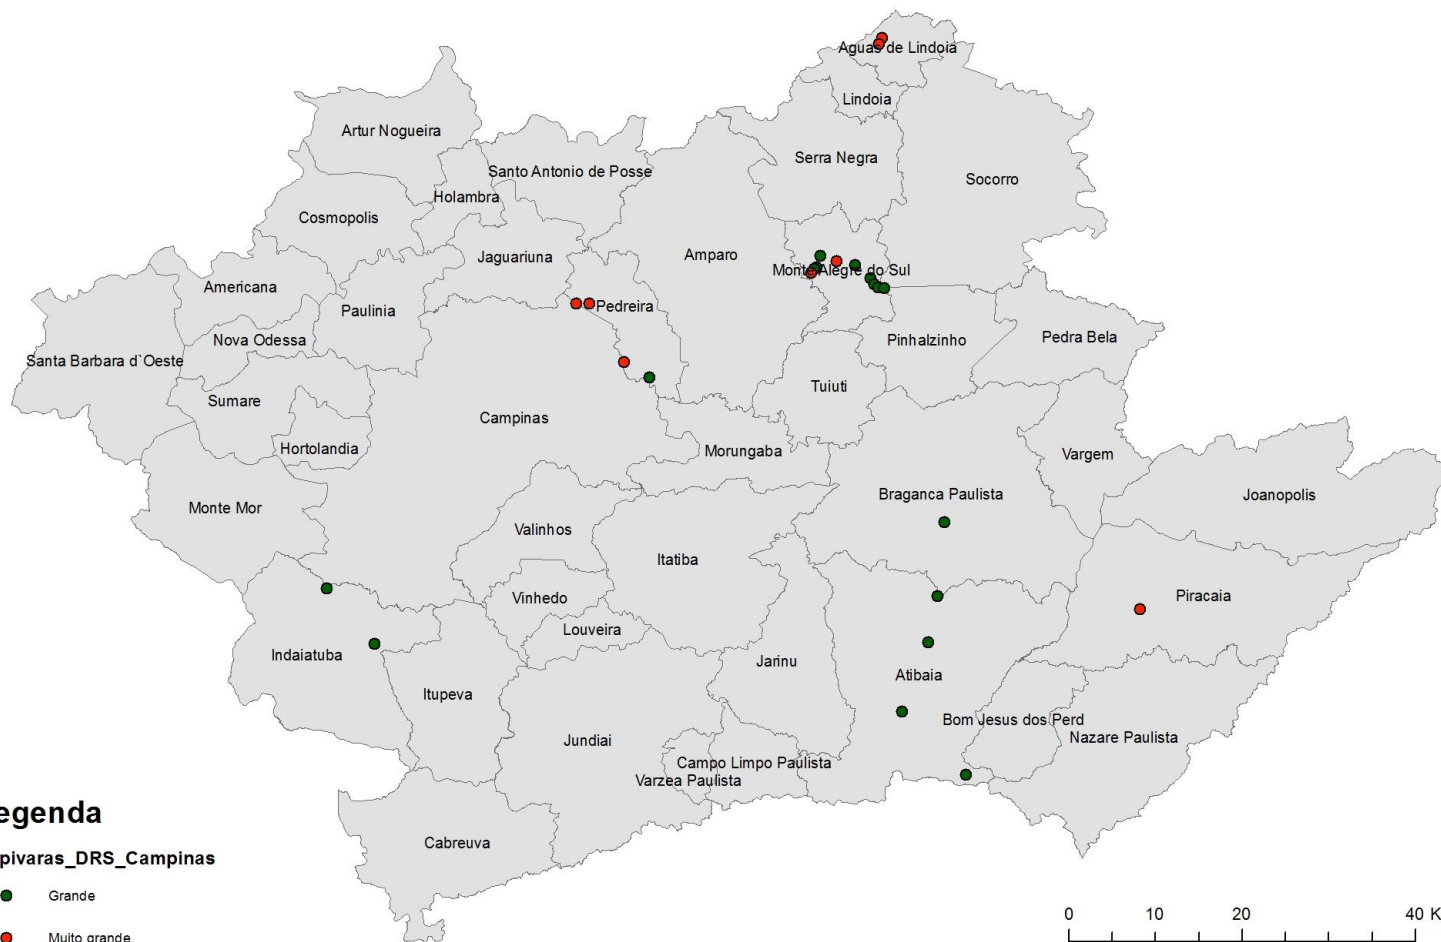 Aguas de Lindoia
Lindoia
Artur Nogueira
Serra Negra
Santo Antonio de Posse
Socorro
Holambra
Cosmopolis
Jaguariuna
Amparo
Monte Alegre do Sul
Americana
Paulinia
Pedreira
Nova Odessa
Pinhalzinho
Pedra Bela
Santa Barbara d`Oeste
Tuiuti
Sumare
Campinas
Hortolandia
Morungaba
Vargem
Braganca Paulista
Joanopolis
Monte Mor
Valinhos
Itatiba
Vinhedo
Piracaia
Louveira
Indaiatuba
Jarinu
Atibaia
Itupeva
Bom Jesus dos Perd
Nazare Paulista
Jundiai
Campo Limpo Paulista
Varzea Paulista
Cabreuva
egenda
pivaras_DRS_Campinas
Grande
Muito grande
0 10 20 40 K